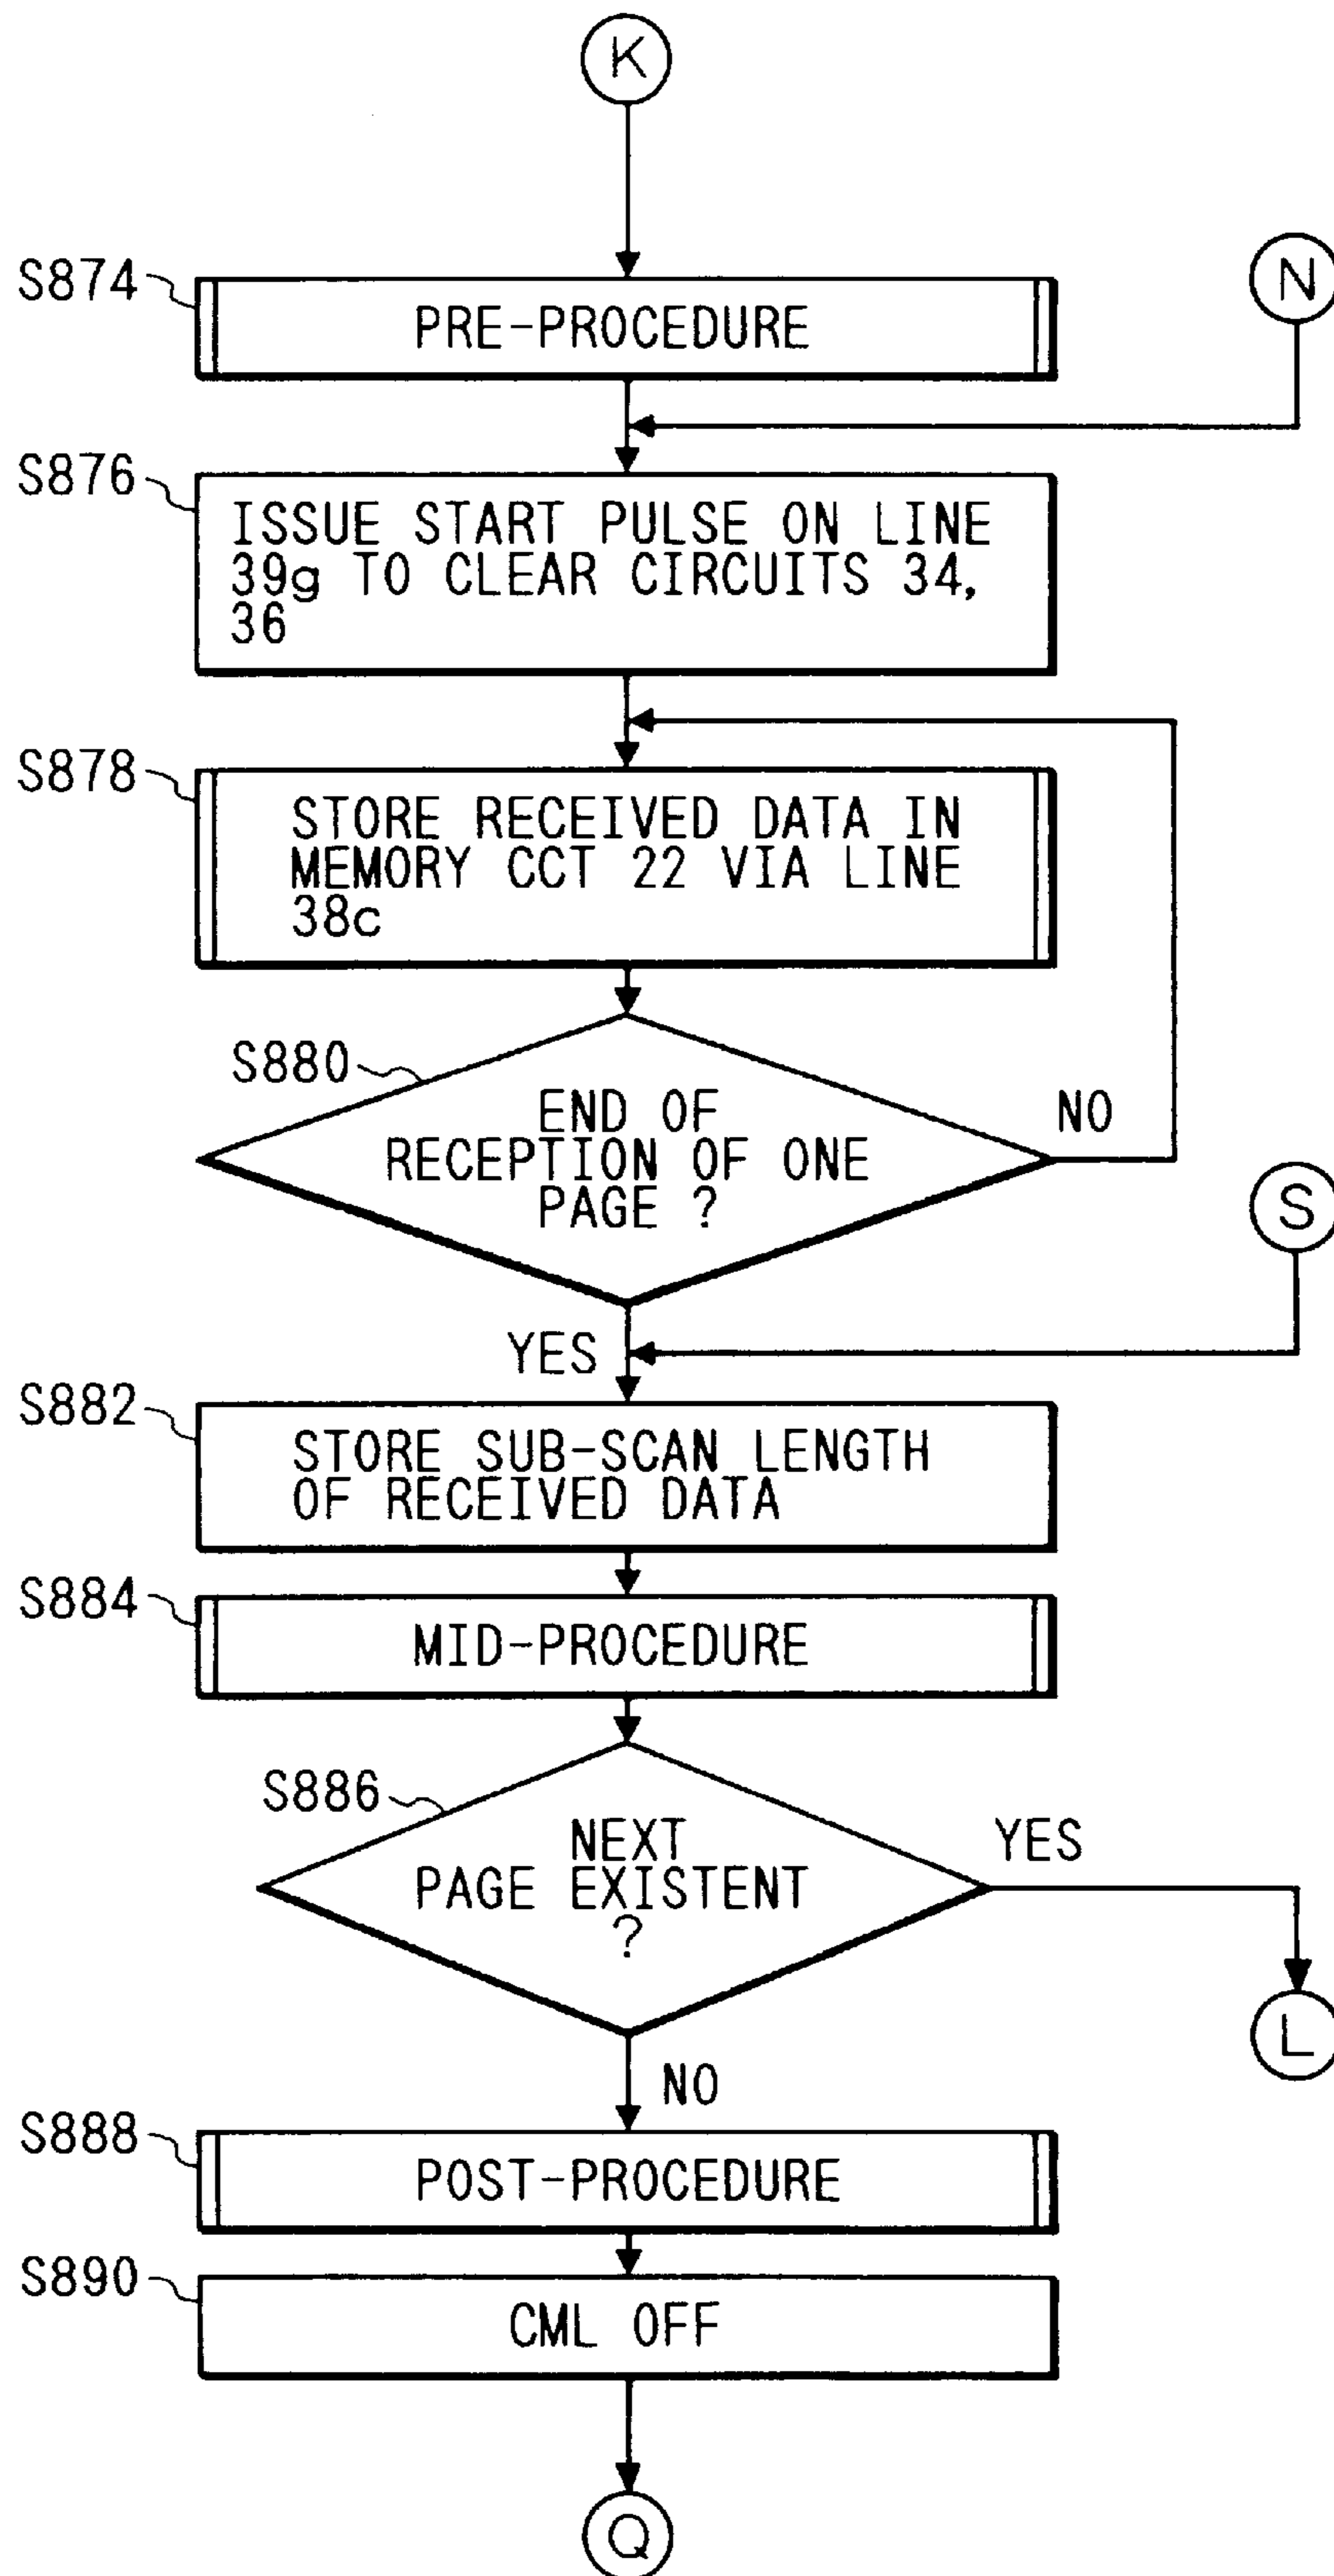 K
S874
PRE-PROCEDURE
N
S876
ISSUE START PULSE ON LINE
39g TO CLEAR CIRCUITS 34,
36
S878
STORE RECEIVED DATA IN
MEMORY CCT 22 VIA LINE
38c
S880
END OF
RECEPTION OF ONE
PAGE ?
NO
S
YES
S882
STORE SUB-SCAN LENGTH
OF RECEIVED DATA
S884
MID-PROCEDURE
S886
NEXT
PAGE EXISTENT
?
YES
L
NO
S888
POST-PROCEDURE
S890
CML OFF
Q